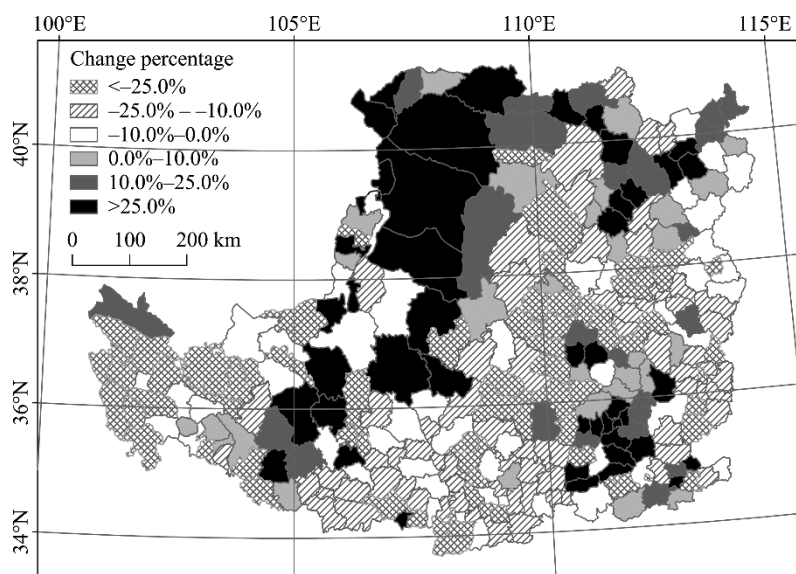 100°E 105°E 110°E 115°E
Change percentage
<–25.0%
–25.0% – –10.0%
–10.0%–0.0%
0.0%–10.0%
10.0%–25.0%
>25.0%
0 100 200 km
40°N
38°N
36°N
34°N